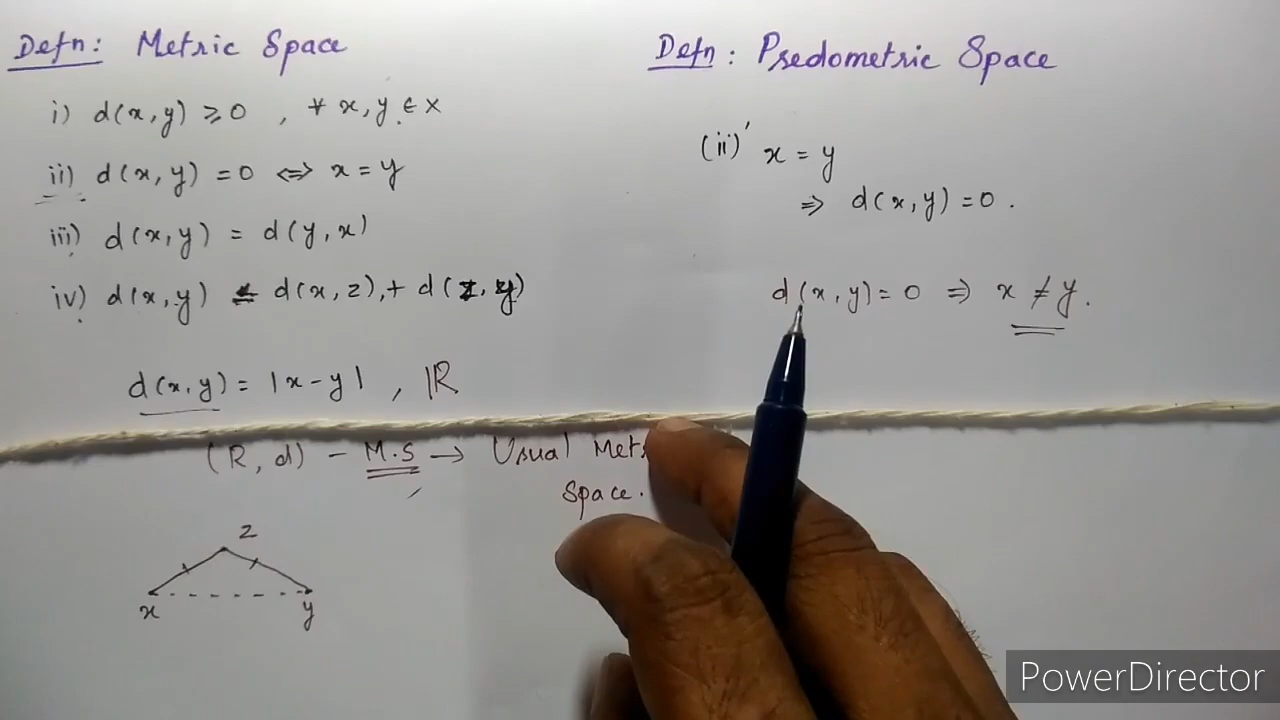 Defn: Metric Space
i) d(x,y) ≥ 0 , ∀ x,y ∈ X
ii) d(x,y) = 0 ⇔ x = y
iii) d(x,y) = d(y,x)
iv) d(x,y) ≤ d(x,z) + d(z,y)
d(x,y) = |x-y| , ℝ
(R, d) - M.S → Usual Met
Space.
z
x
y
Defn: Psedometric Space
(ii)' x = y
⇒ d(x,y) = 0.
d(x,y) = 0 ⇒ x ≠ y.
PowerDirector